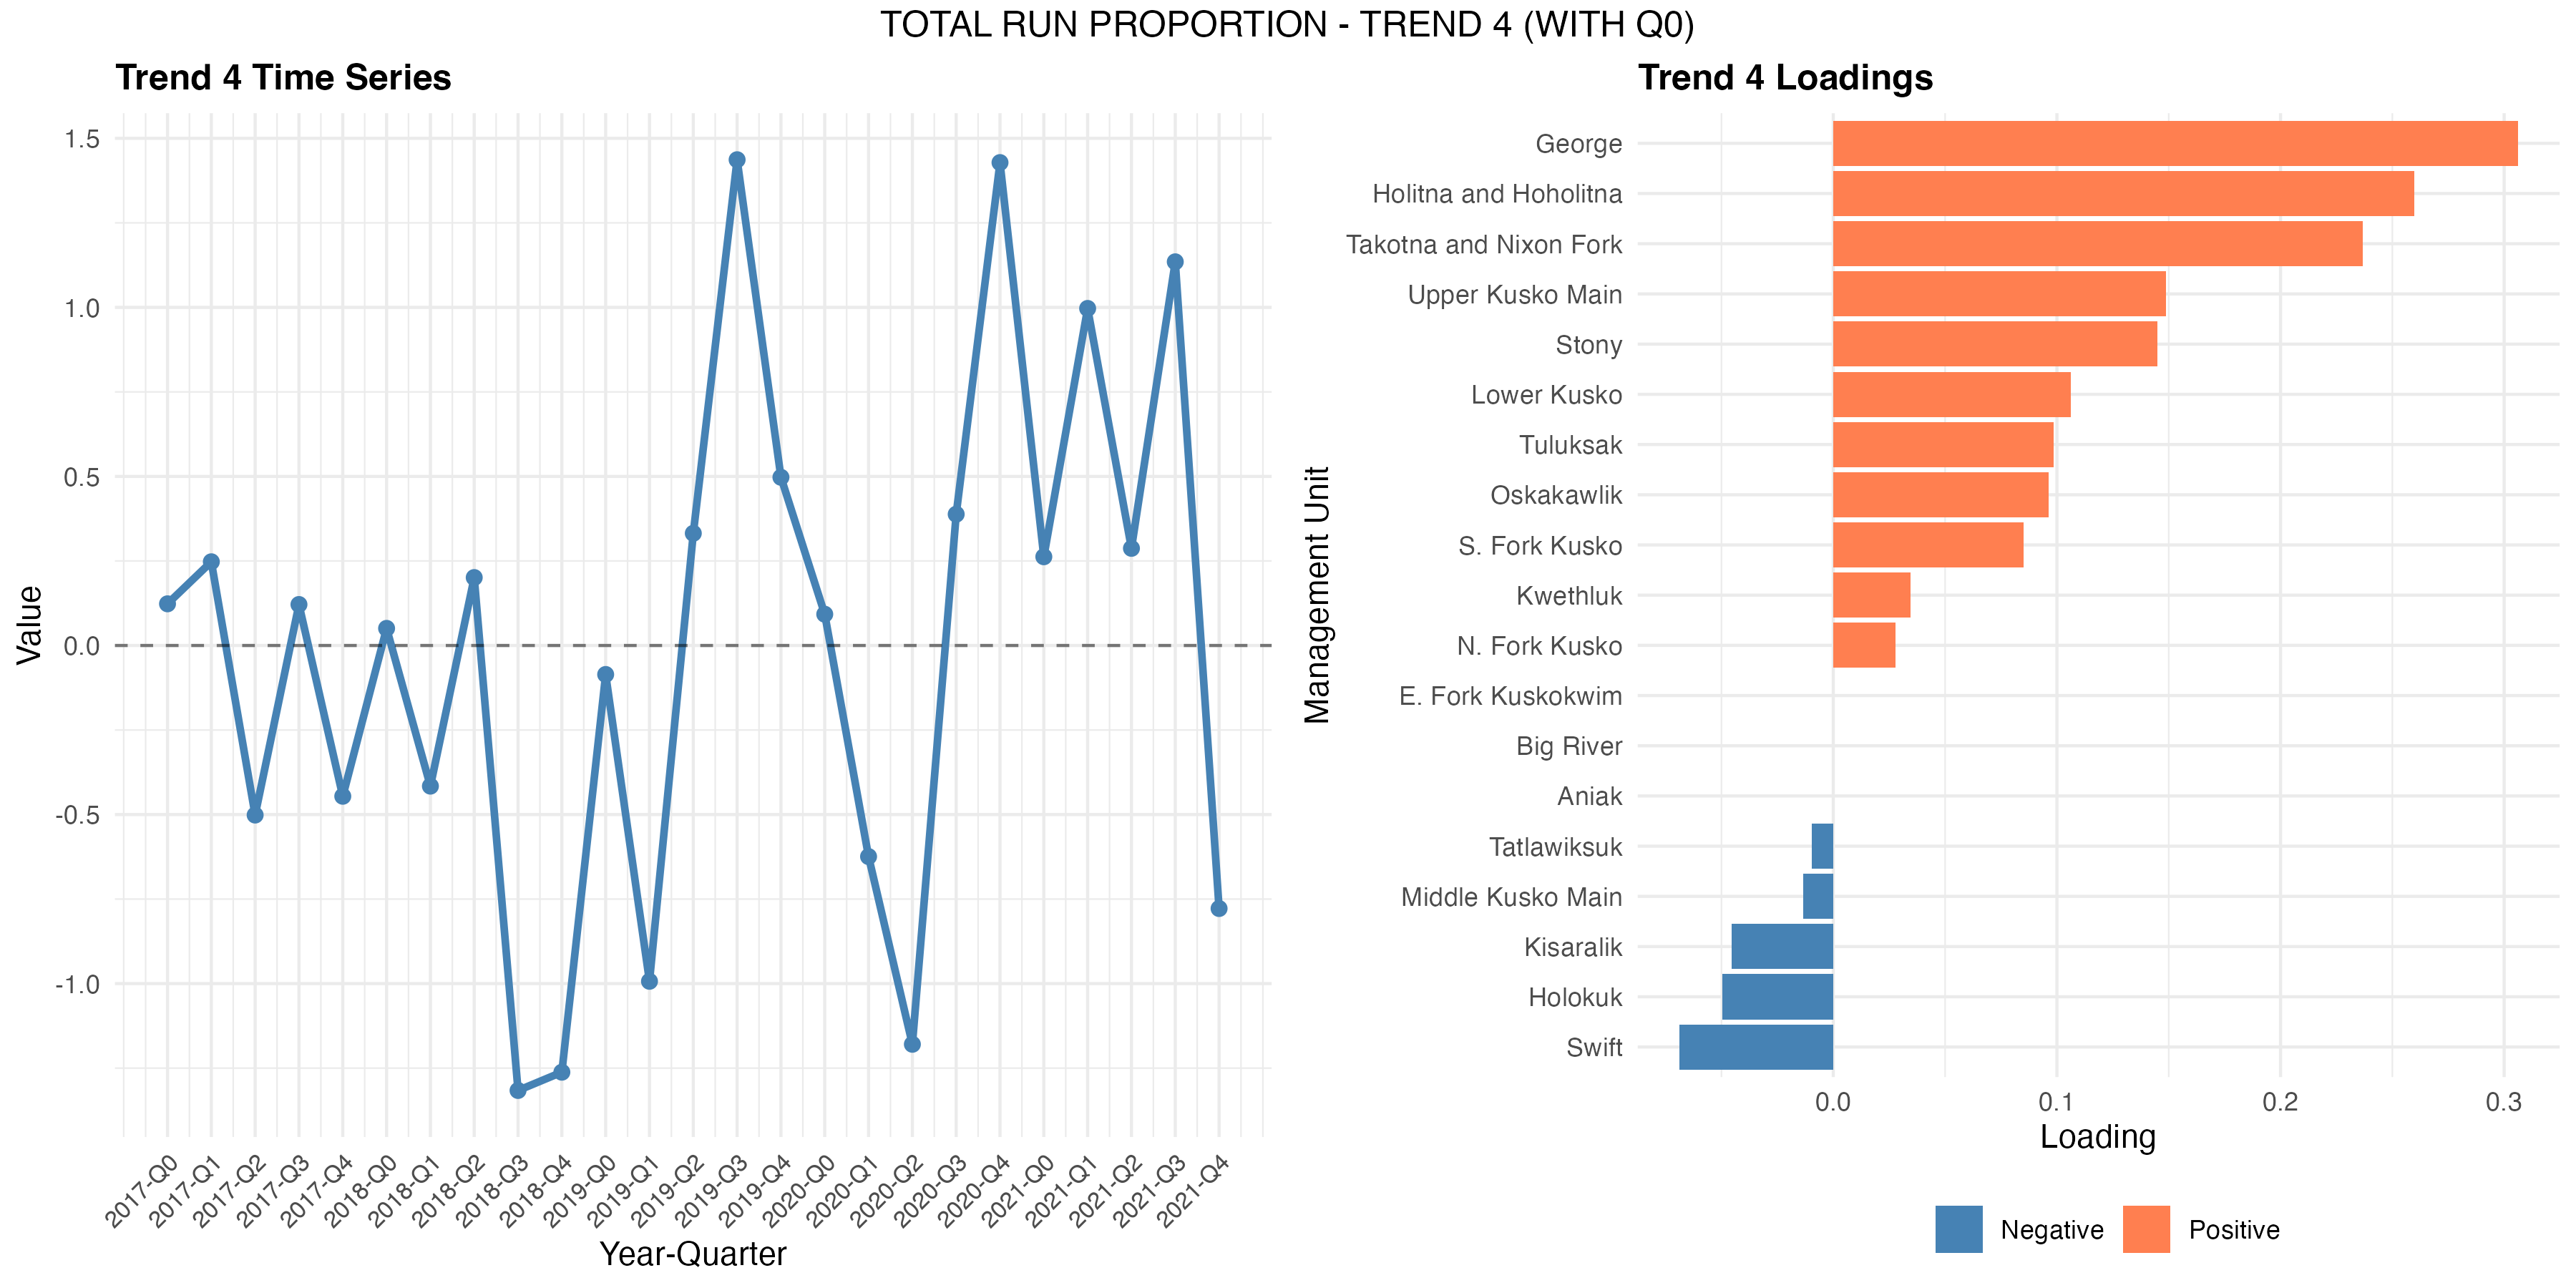 TOTAL RUN PROPORTION - TREND 4 (WITH Q0)
Trend 4 Time Series
Value
1.5
1.0
0.5
0.0
-0.5
-1.0
2017-Q0
2017-Q1
2017-Q2
2017-Q3
2017-Q4
2018-Q0
2018-Q1
2018-Q2
2018-Q3
2018-Q4
2019-Q0
2019-Q1
2019-Q2
2019-Q3
2019-Q4
2020-Q0
2020-Q1
2020-Q2
2020-Q3
2020-Q4
2021-Q0
2021-Q1
2021-Q2
2021-Q3
2021-Q4
Year-Quarter
Trend 4 Loadings
Management Unit
George
Holitna and Hoholitna
Takotna and Nixon Fork
Upper Kusko Main
Stony
Lower Kusko
Tuluksak
Oskakawlik
S. Fork Kusko
Kwethluk
N. Fork Kusko
E. Fork Kuskokwim
Big River
Aniak
Tatlawiksuk
Middle Kusko Main
Kisaralik
Holokuk
Swift
0.0 0.1 0.2 0.3
Loading
Negative Positive